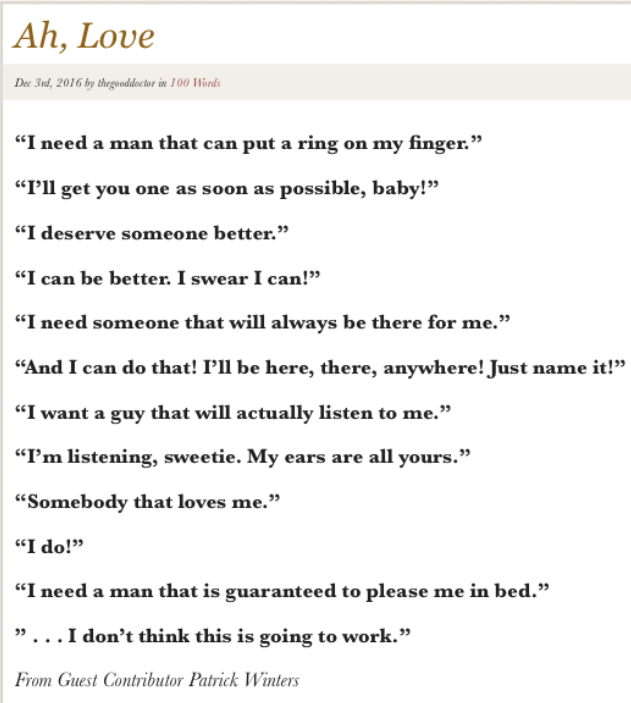 Ah, Love
Dec 3rd, 2016 by thegooddoctor in 100 Words
“I need a man that can put a ring on my finger.”
“I’ll get you one as soon as possible, baby!”
“I deserve someone better.”
“I can be better. I swear I can!”
“I need someone that will always be there for me.”
“And I can do that! I’ll be here, there, anywhere! Just name it!”
“I want a guy that will actually listen to me.”
“I’m listening, sweetie. My ears are all yours.”
“Somebody that loves me.”
“I do!”
“I need a man that is guaranteed to please me in bed.”
” . . . I don’t think this is going to work.”
From Guest Contributor Patrick Winters